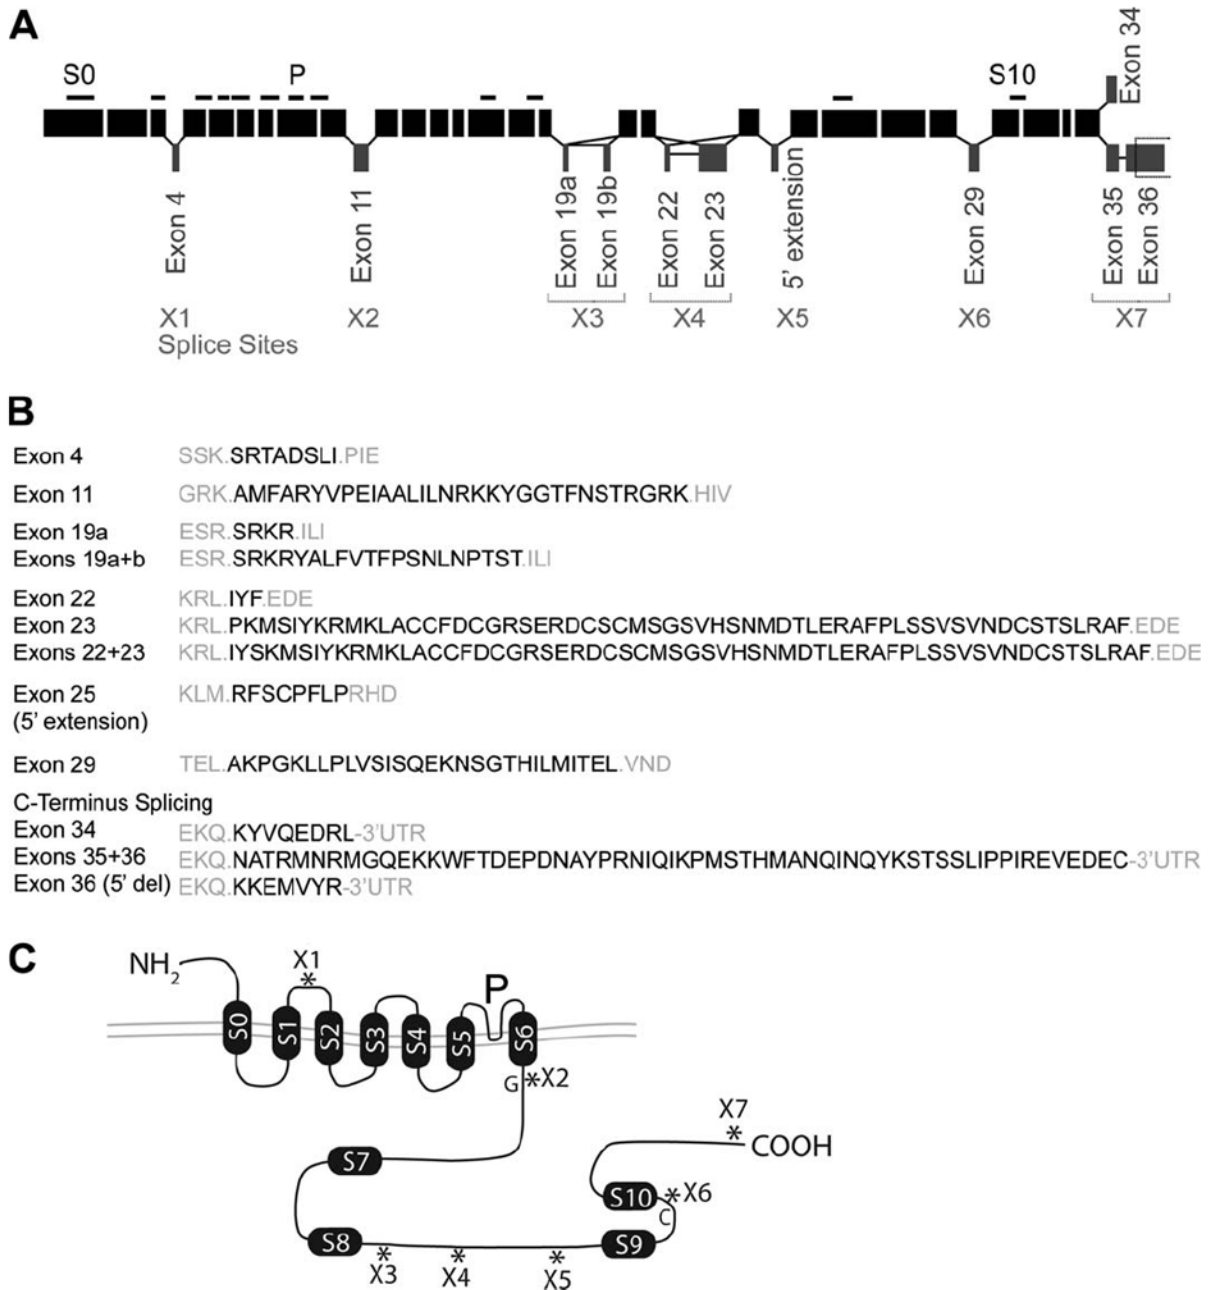 A
S0
P
S10
Exon 34
Exon 4
Exon 11
Exon 19a
Exon 19b
Exon 22
Exon 23
5' extension
Exon 29
Exon 35
Exon 36
X1
X2
X3
X4
X5
X6
X7
Splice Sites
B
Exon 4 SSK.SRTADSLI.PIE
Exon 11 GRK.AMFARYVPEIAALILNRKKYGGTFNSTRGRK.HIV
Exon 19a ESR.SRKR.ILI
Exons 19a+b ESR.SRKRYALFVTFPSNLNPTST.ILI
Exon 22 KRL.IYF.EDE
Exon 23 KRL.PKMSIYKRMKLACCFDCGRSERDCSCMSGSVHSNMDTLERAFPLSSVSVNDCSTSLRAF.EDE
Exons 22+23 KRL.IYSKMSIYKRMKLACCFDCGRSERDCSCMSGSVHSNMDTLERAFPLSSVSVNDCSTSLRAF.EDE
Exon 25 KLM.RFSCPFLPRHD
(5' extension)
Exon 29 TEL.AKPGKLLPLVSISQEKNSGTHILMITEL.VND
C-Terminus Splicing
Exon 34 EKQ.KYVQEDRL-3'UTR
Exons 35+36 EKQ.NATRMNRMGQEKKWFTDEPDNAYPRNIQIKPMSTHMANQINQYKSTSSLIPPIREVEDEC-3'UTR
Exon 36 (5' del) EKQ.KKEMVYR-3'UTR
C
NH2
X1
P
S0
S1
S2
S3
S4
S5
S6
G
*X2
X7
*
COOH
S7
S10
*X6
C
S8
S9
X3
X4
X5